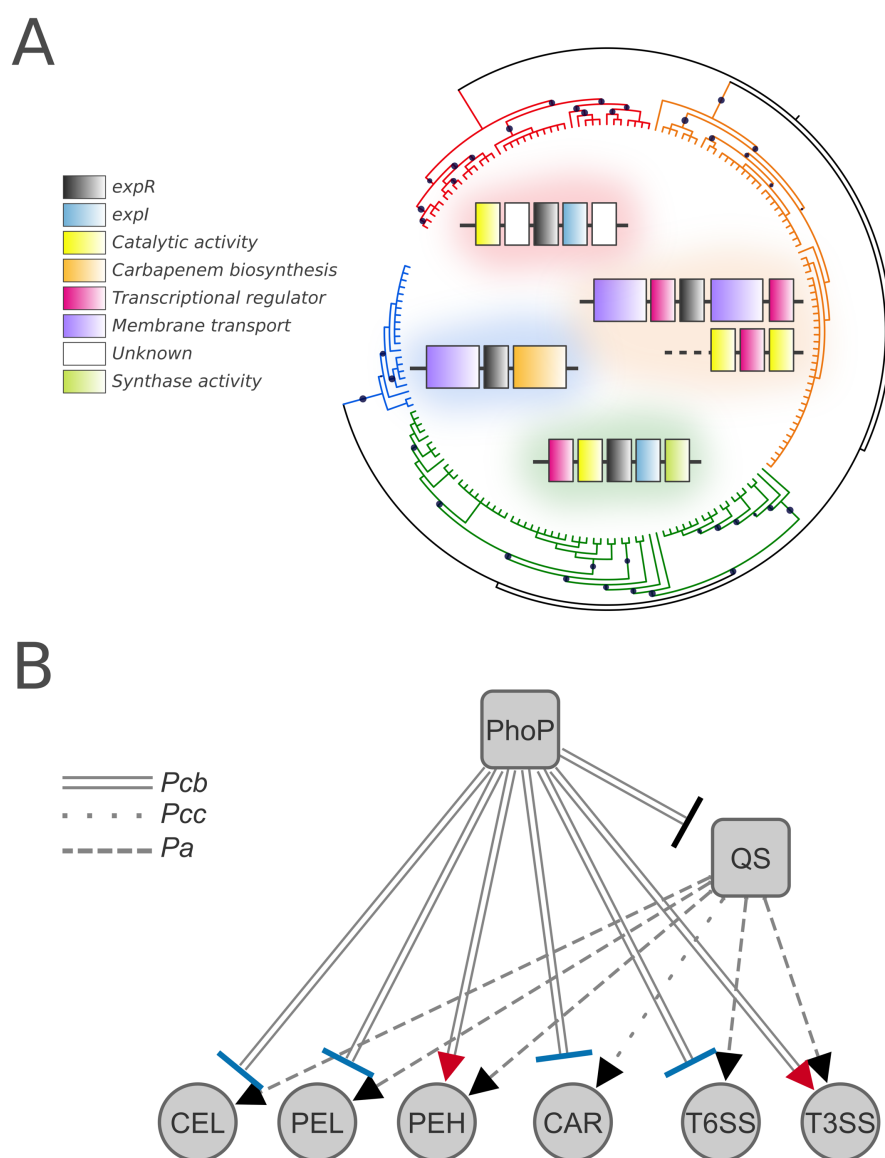 A
expR
expI
Catalytic activity
Carbapenem biosynthesis
Transcriptional regulator
Membrane transport
Unknown
Synthase activity
B
PhoP
Pcb
Pcc
Pa
QS
CEL
PEL
PEH
CAR
T6SS
T3SS